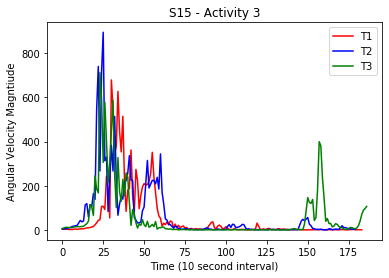 S15 - Activity 3
T1
T2
T3
Angular Velocity Magntiude
800
600
400
200
0
0 25 50 75 100 125 150 175
Time (10 second interval)